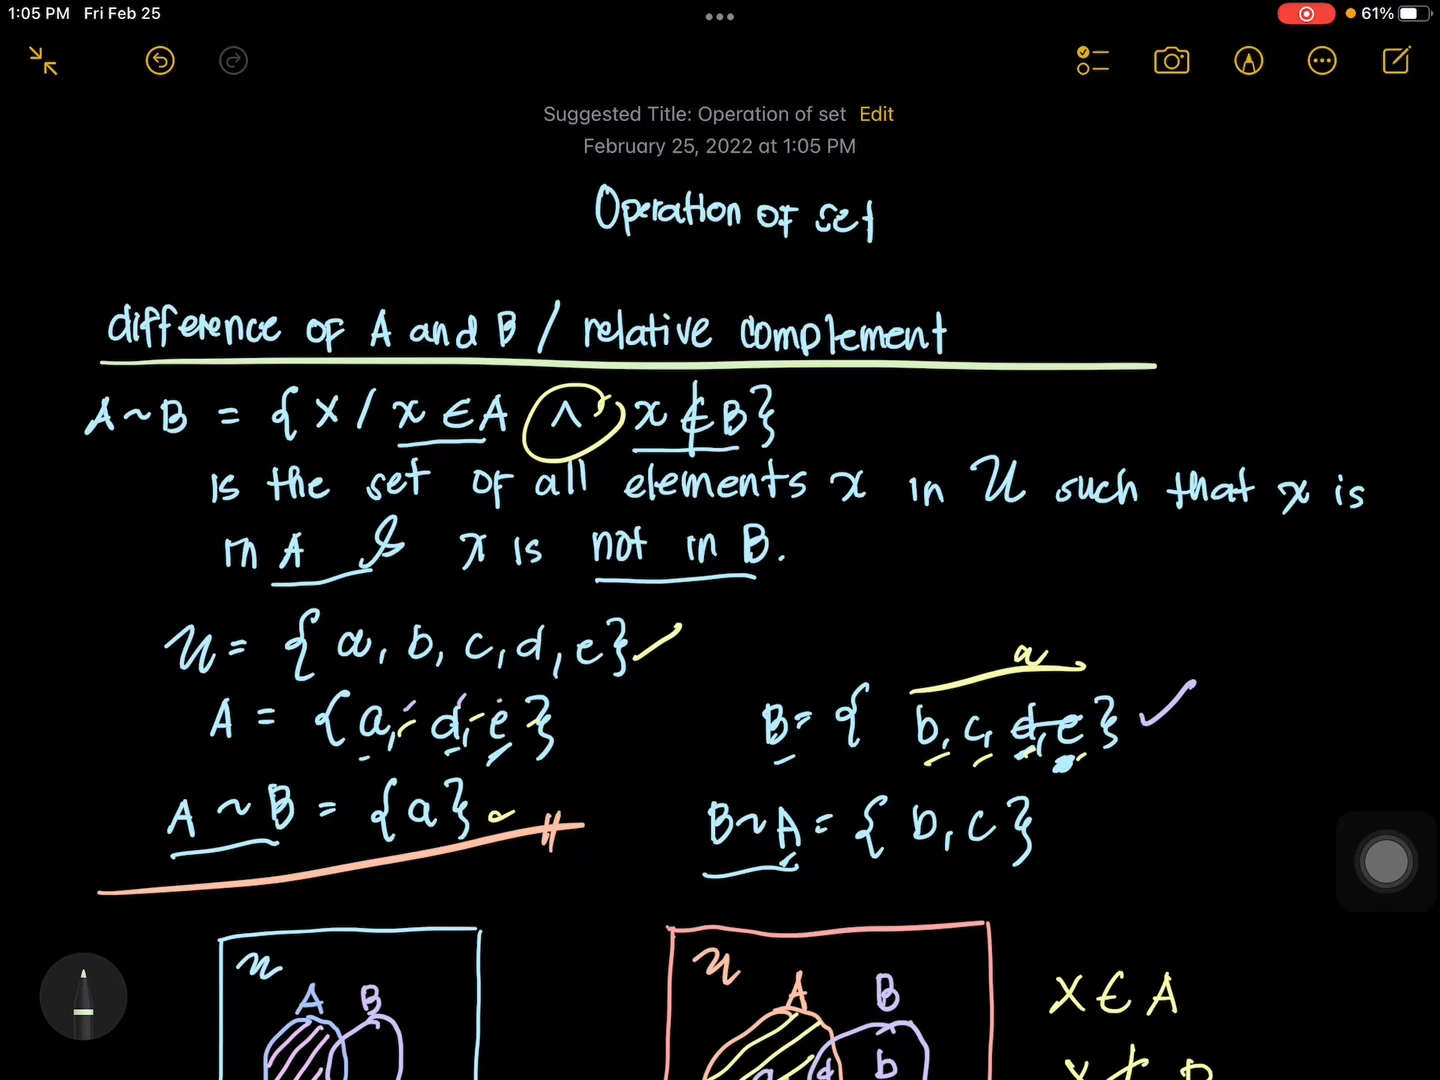 1:05 PM Fri Feb 25
61%
Suggested Title: Operation of set Edit
February 25, 2022 at 1:05 PM
Operation of set
difference of A and B / relative complement
A ~ B = { x / x ∈ A ∧ x ∉ B }
is the set of all elements x in U such that x is
in A & x is not in B.
U = { a, b, c, d, e }
a
A = { a, d, e }
B = { b, c, d, e }
A ~ B = { a }
B ~ A = { b, c }
U
A B
U
A B
b
d
x ∈ A
x ∉ B